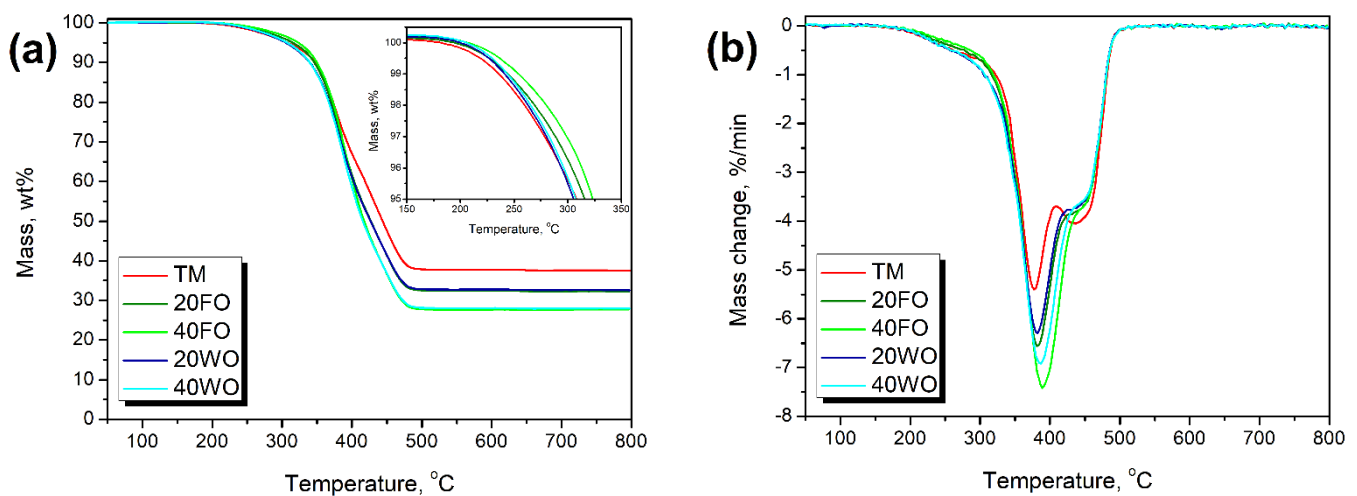 (a)
Mass, wt%
100
90
80
70
60
50
40
30
20
10
0
100 200 300 400 500 600 700 800
Temperature, °C
TM
20FO
40FO
20WO
40WO
Mass, wt%
100
99
98
97
96
95
150 200 250 300 350
Temperature, °C
(b)
Mass change, %/min
0
-1
-2
-3
-4
-5
-6
-7
-8
100 200 300 400 500 600 700 800
Temperature, °C
TM
20FO
40FO
20WO
40WO